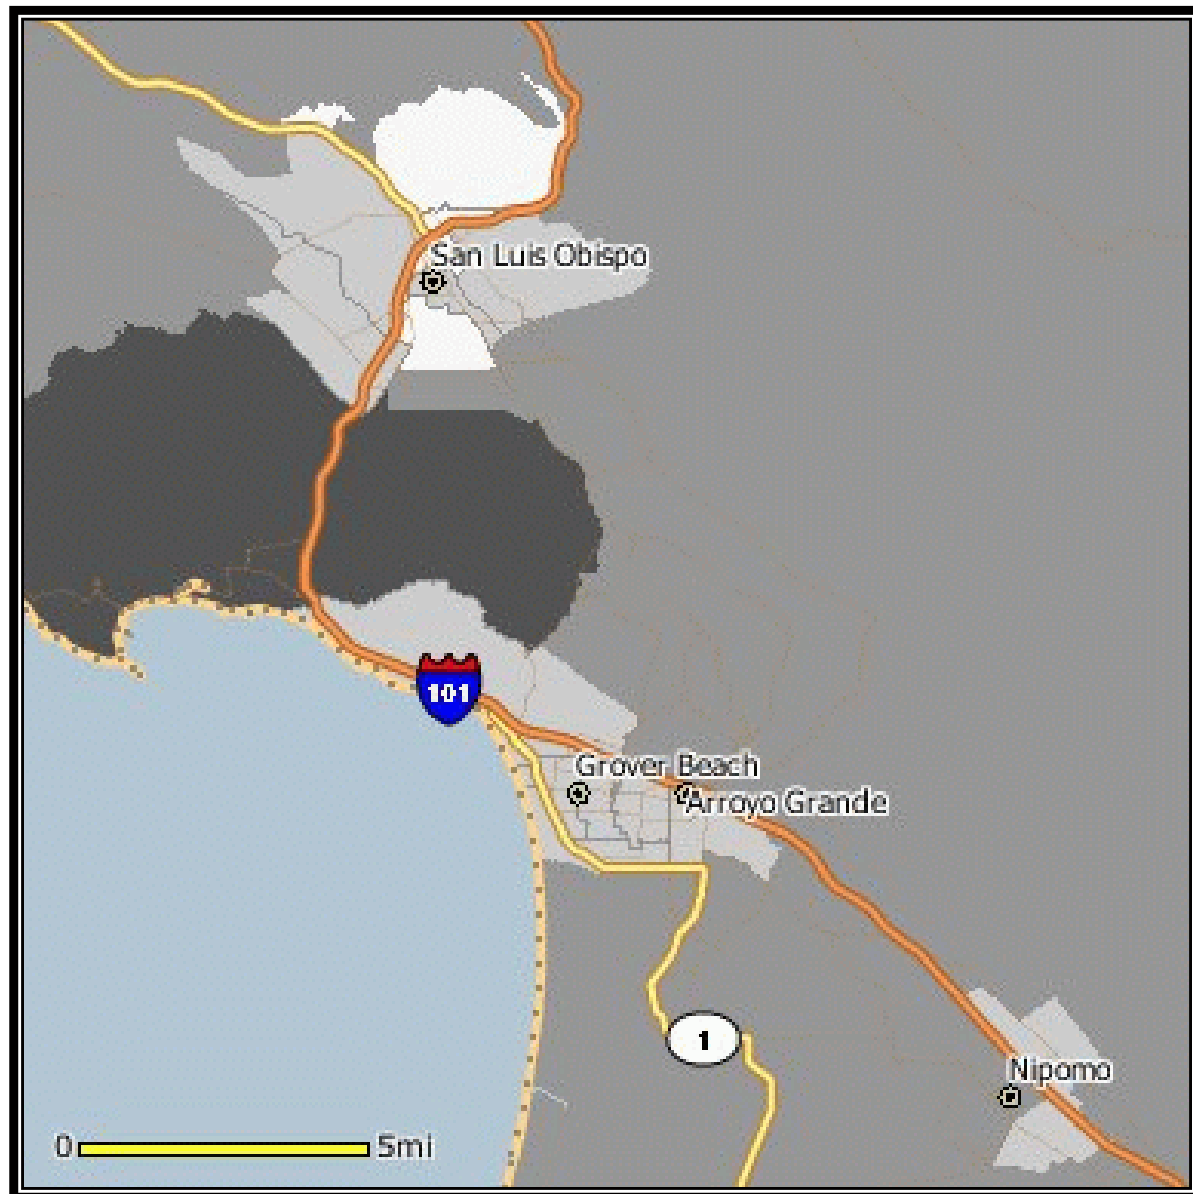 San Luis Obispo
101
Grover Beach
Arroyo Grande
1
Nipomo
0 5mi